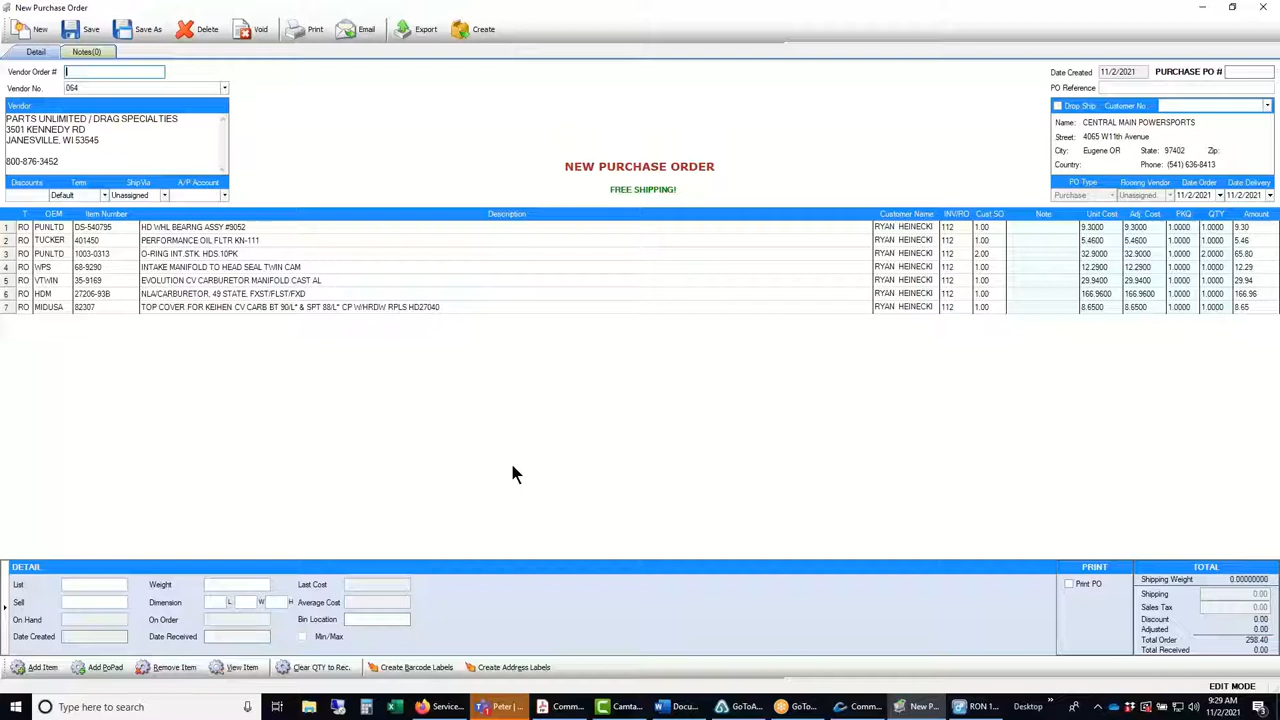 New Purchase Order
New Save Save As Delete Void Print Email Export Create
Detail Notes(0)
Vendor Order #
Date Created 11/2/2021 PURCHASE PO #
Vendor No. 064
PO Reference
Vendor
Drop Ship Customer No.
PARTS UNLIMITED / DRAG SPECIALTIES
3501 KENNEDY RD
JANESVILLE, WI 53545
800-876-3452
Name: CENTRAL MAIN POWERSPORTS
Street: 4065 W11th Avenue
City: Eugene OR State: 97402 Zip:
Country: Phone: (541) 636-8413
NEW PURCHASE ORDER
FREE SHIPPING!
Discounts Term Ship Via A/P Account
Default Unassigned
PO Type Flooring Vendor Date Order Date Delivery
Purchase Unassigned 11/2/2021 11/2/2021
T OEM Item Number Description Customer Name INV/RO Cust SO Note Unit Cost Adj. Cost PKQ QTY Amount
1 RO PUNLTD DS-540795 HD WHL BEARING ASSY #9052 RYAN HEINECKI 112 1.00 9.3000 9.3000 1.0000 1.0000 9.30
2 RO TUCKER 401450 PERFORMANCE OIL FLTR KN-111 RYAN HEINECKI 112 1.00 5.4600 5.4600 1.0000 1.0000 5.46
3 RO PUNLTD 1003-0313 O-RING INT.STK. HDS.10PK RYAN HEINECKI 112 2.00 32.9000 32.9000 1.0000 2.0000 65.80
4 RO WPS 68-9290 INTAKE MANIFOLD TO HEAD SEAL TWIN CAM RYAN HEINECKI 112 1.00 12.2900 12.2900 1.0000 1.0000 12.29
5 RO VTWIN 35-9169 EVOLUTION CV CARBURETOR MANIFOLD CAST AL RYAN HEINECKI 112 1.00 29.9400 29.9400 1.0000 1.0000 29.94
6 RO HDM 27206-93B NLA/CARBURETOR, 49 STATE, FXST/FLST/FXD RYAN HEINECKI 112 1.00 166.9600 166.9600 1.0000 1.0000 166.96
7 RO MIDUSA 82307 TOP COVER FOR KEIHEN CV CARB BT 90/L* & SPT 88/L* CP W/HRDW RPLS HD27040 RYAN HEINECKI 112 1.00 8.6500 8.6500 1.0000 1.0000 8.65
DETAIL PRINT TOTAL
List Weight Last Cost
Sell Dimension L W H Average Cost
On Hand On Order Bin Location
Date Created Date Received Min/Max
Print PO
Shipping Weight 0.00000000
Shipping 0.00
Sales Tax 0.00
Discount 0.00
Adjusted 0.00
Total Order 298.40
Total Received 0.00
Add Item Add PoPad Remove Item View Item Clear QTY to Rec. Create Barcode Labels Create Address Labels
EDIT MODE
Type here to search
Service... Peter | ... Comm... Camta... Docu... GoToA... GoTo... Comm... New P... RON 1... Desktop
9:29 AM
11/2/2021